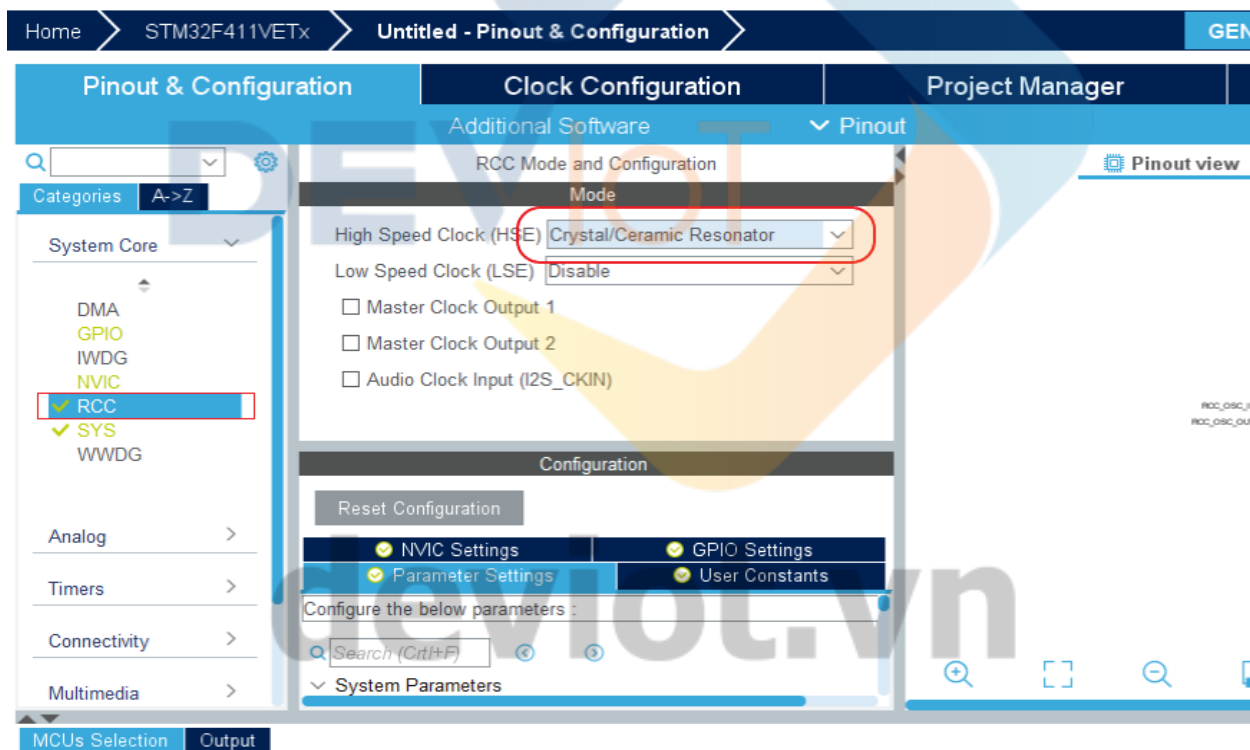 Home STM32F411VETx Untitled - Pinout & Configuration GEN
Pinout & Configuration Clock Configuration Project Manager
Additional Software Pinout
RCC Mode and Configuration
Pinout view
Categories A->Z
Mode
System Core
High Speed Clock (HSE) Crystal/Ceramic Resonator
Low Speed Clock (LSE) Disable
DMA
Master Clock Output 1
GPIO
IWDG
Master Clock Output 2
NVIC
Audio Clock Input (I2S_CKIN)
RCC
SYS
WWDG
RCC_OSC_I
RCC_OSC_OU
Configuration
Reset Configuration
Analog
NVIC Settings GPIO Settings
Parameter Settings User Constants
Timers
Configure the below parameters :
Connectivity
Search (Crtl+F)
System Parameters
Multimedia
MCUs Selection Output
DEVIOT
deviot.vn